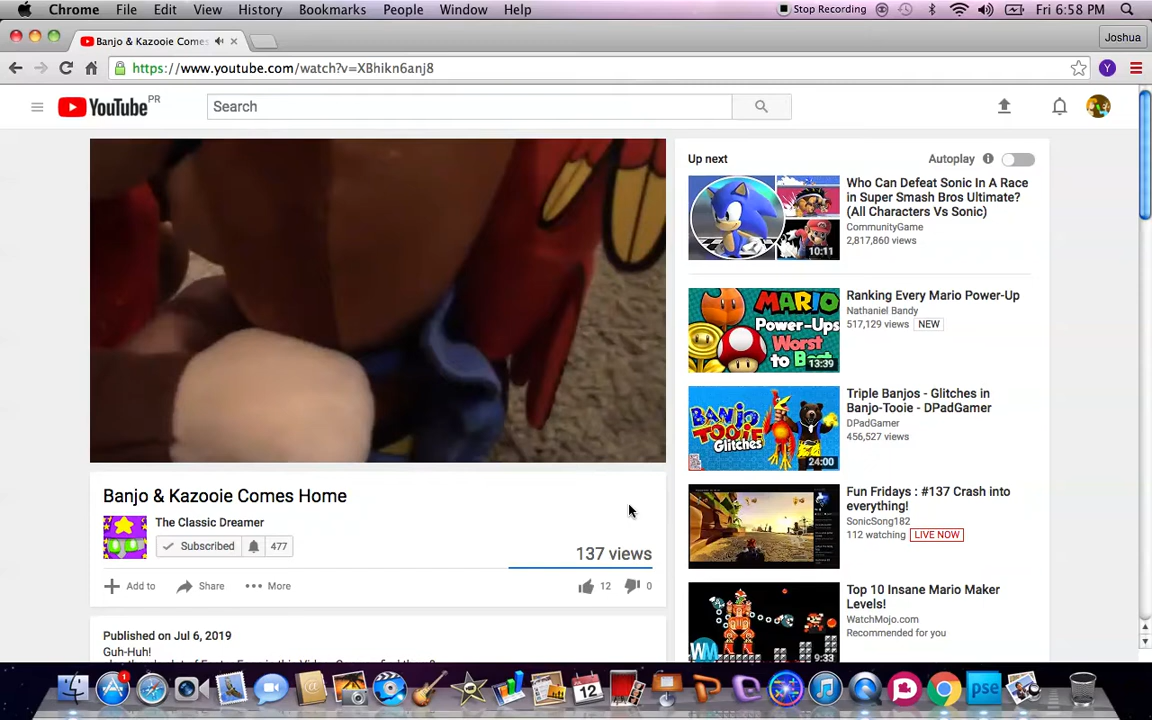 Chrome File Edit View History Bookmarks People Window Help Stop Recording Fri 6:58 PM
Banjo & Kazooie Comes Joshua
https://www.youtube.com/watch?v=XBhikn6anj8 Y
YouTube PR Search
Up next Autoplay
Who Can Defeat Sonic In A Race
in Super Smash Bros Ultimate?
(All Characters Vs Sonic)
CommunityGame
2,817,860 views
10:11
Ranking Every Mario Power-Up
Nathaniel Bandy
517,129 views NEW
MARIO
Power-Ups
Worst
to Best
13:39
Triple Banjos - Glitches in
Banjo-Tooie - DPadGamer
DPadGamer
456,527 views
BANJO
TOOIE
Glitches
24:00
Fun Fridays : #137 Crash into
everything!
SonicSong182
112 watching LIVE NOW
Top 10 Insane Mario Maker
Levels!
WatchMojo.com
Recommended for you
9:33
Banjo & Kazooie Comes Home
The Classic Dreamer
Subscribed 477
137 views
Add to Share More 12 0
Published on Jul 6, 2019
Guh-Huh!
1
12
pse